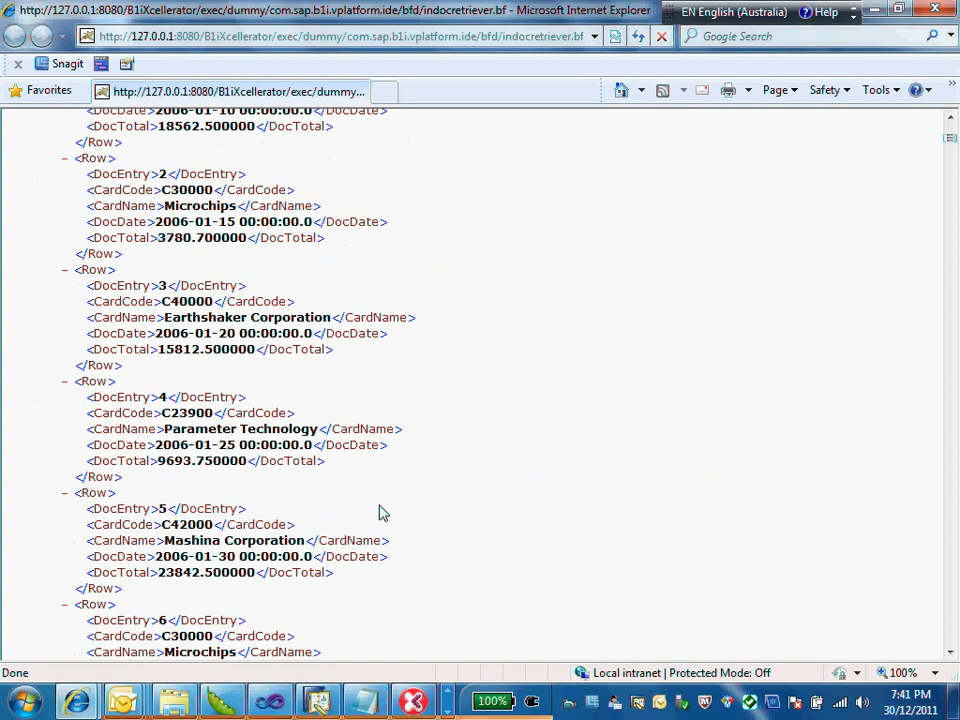 http://127.0.0.1:8080/B1iXcellerator/exec/dummy/com.sap.b1i.vplatform.ide/bfd/indocretriever.bf - Microsoft Internet Explorer
EN English (Australia)
Help
http://127.0.0.1:8080/B1iXcellerator/exec/dummy/com.sap.b1i.vplatform.ide/bfd/indocretriever.bf
Google Search
x Snagit
Favorites
http://127.0.0.1:8080/B1iXcellerator/exec/dummy...
Page
Safety
Tools
<DocDate>2006-01-10 00:00:00.0</DocDate>
<DocTotal>18562.500000</DocTotal>
</Row>
- <Row>
<DocEntry>2</DocEntry>
<CardCode>C30000</CardCode>
<CardName>Microchips</CardName>
<DocDate>2006-01-15 00:00:00.0</DocDate>
<DocTotal>3780.700000</DocTotal>
</Row>
- <Row>
<DocEntry>3</DocEntry>
<CardCode>C40000</CardCode>
<CardName>Earthshaker Corporation</CardName>
<DocDate>2006-01-20 00:00:00.0</DocDate>
<DocTotal>15812.500000</DocTotal>
</Row>
- <Row>
<DocEntry>4</DocEntry>
<CardCode>C23900</CardCode>
<CardName>Parameter Technology</CardName>
<DocDate>2006-01-25 00:00:00.0</DocDate>
<DocTotal>9693.750000</DocTotal>
</Row>
- <Row>
<DocEntry>5</DocEntry>
<CardCode>C42000</CardCode>
<CardName>Mashina Corporation</CardName>
<DocDate>2006-01-30 00:00:00.0</DocDate>
<DocTotal>23842.500000</DocTotal>
</Row>
- <Row>
<DocEntry>6</DocEntry>
<CardCode>C30000</CardCode>
<CardName>Microchips</CardName>
Done
Local intranet | Protected Mode: Off
100%
100%
7:41 PM
30/12/2011